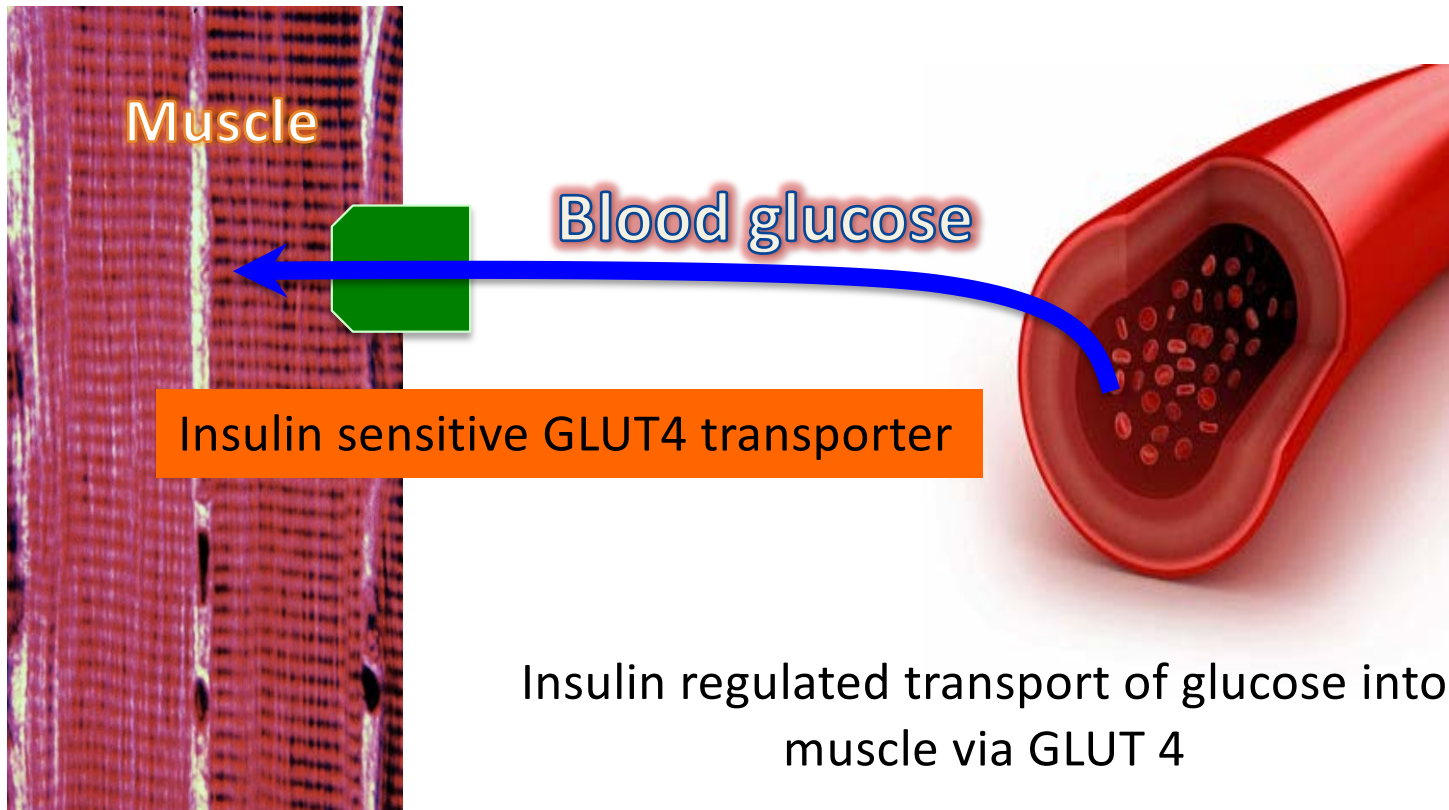 Muscle
Blood glucose
Insulin sensitive GLUT4 transporter
Insulin regulated transport of glucose into
muscle via GLUT 4